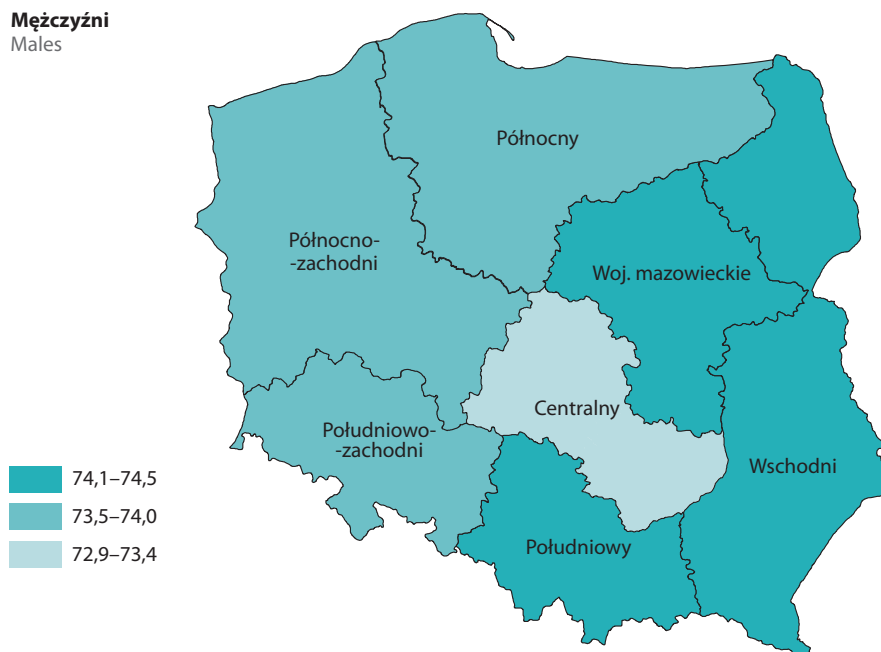 Mężczyźni
Males
Północny
Północno-
-zachodni
Woj. mazowieckie
Centralny
Południowo-
-zachodni
Wschodni
Południowy
74,1–74,5
73,5–74,0
72,9–73,4